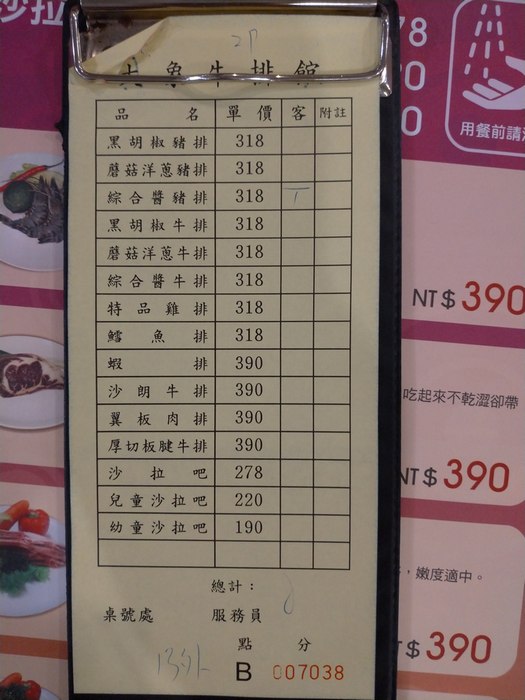 沙拉
78
0
0
用餐前請
牛排館
品名 單價 客 附註
黑胡椒豬排 318
蘑菇洋蔥豬排 318
綜合醬豬排 318
黑胡椒牛排 318
蘑菇洋蔥牛排 318
綜合醬牛排 318
特品雞排 318
鱈魚排 318
蝦排 390
沙朗牛排 390
翼板肉排 390
厚切板腱牛排 390
沙拉吧 278
兒童沙拉吧 220
幼童沙拉吧 190
總計：
桌號處 服務員
點 分
B 007038
NT$390
吃起來不乾澀卻帶
NT$390
，嫩度適中。
T$390